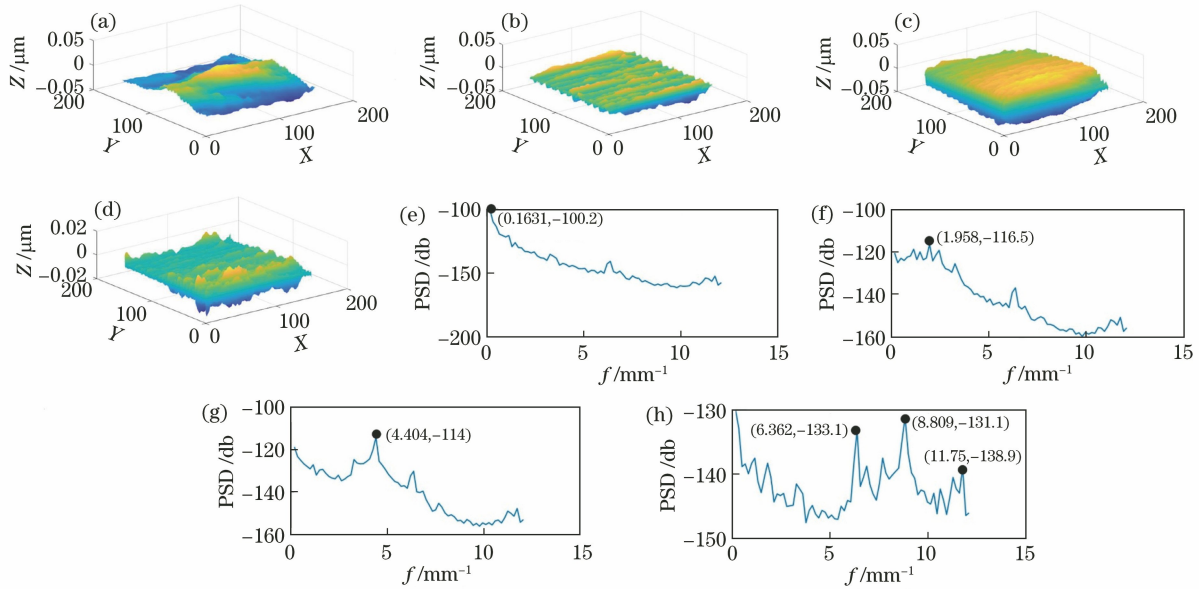 (a)
0.05
0
−0.05
Z /μm
200
100
0
Y
0
100
200
X
(b)
0.05
0
−0.05
Z /μm
200
100
0
Y
0
100
200
X
(c)
0.05
0
−0.05
Z /μm
200
100
0
Y
0
100
200
X
(d)
0.02
0
−0.02
Z /μm
200
100
0
Y
0
100
200
X
(e)
−100
−150
−200
PSD /db
(0.1631,−100.2)
0 5 10 15
f /mm⁻¹
(f)
−100
−120
−140
−160
PSD /db
(1.958,−116.5)
0 5 10 15
f /mm⁻¹
(g)
−100
−120
−140
−160
PSD /db
(4.404,−114)
0 5 10 15
f /mm⁻¹
(h)
−130
−140
−150
PSD /db
(6.362,−133.1)
(8.809,−131.1)
(11.75,−138.9)
0 5 10 15
f /mm⁻¹